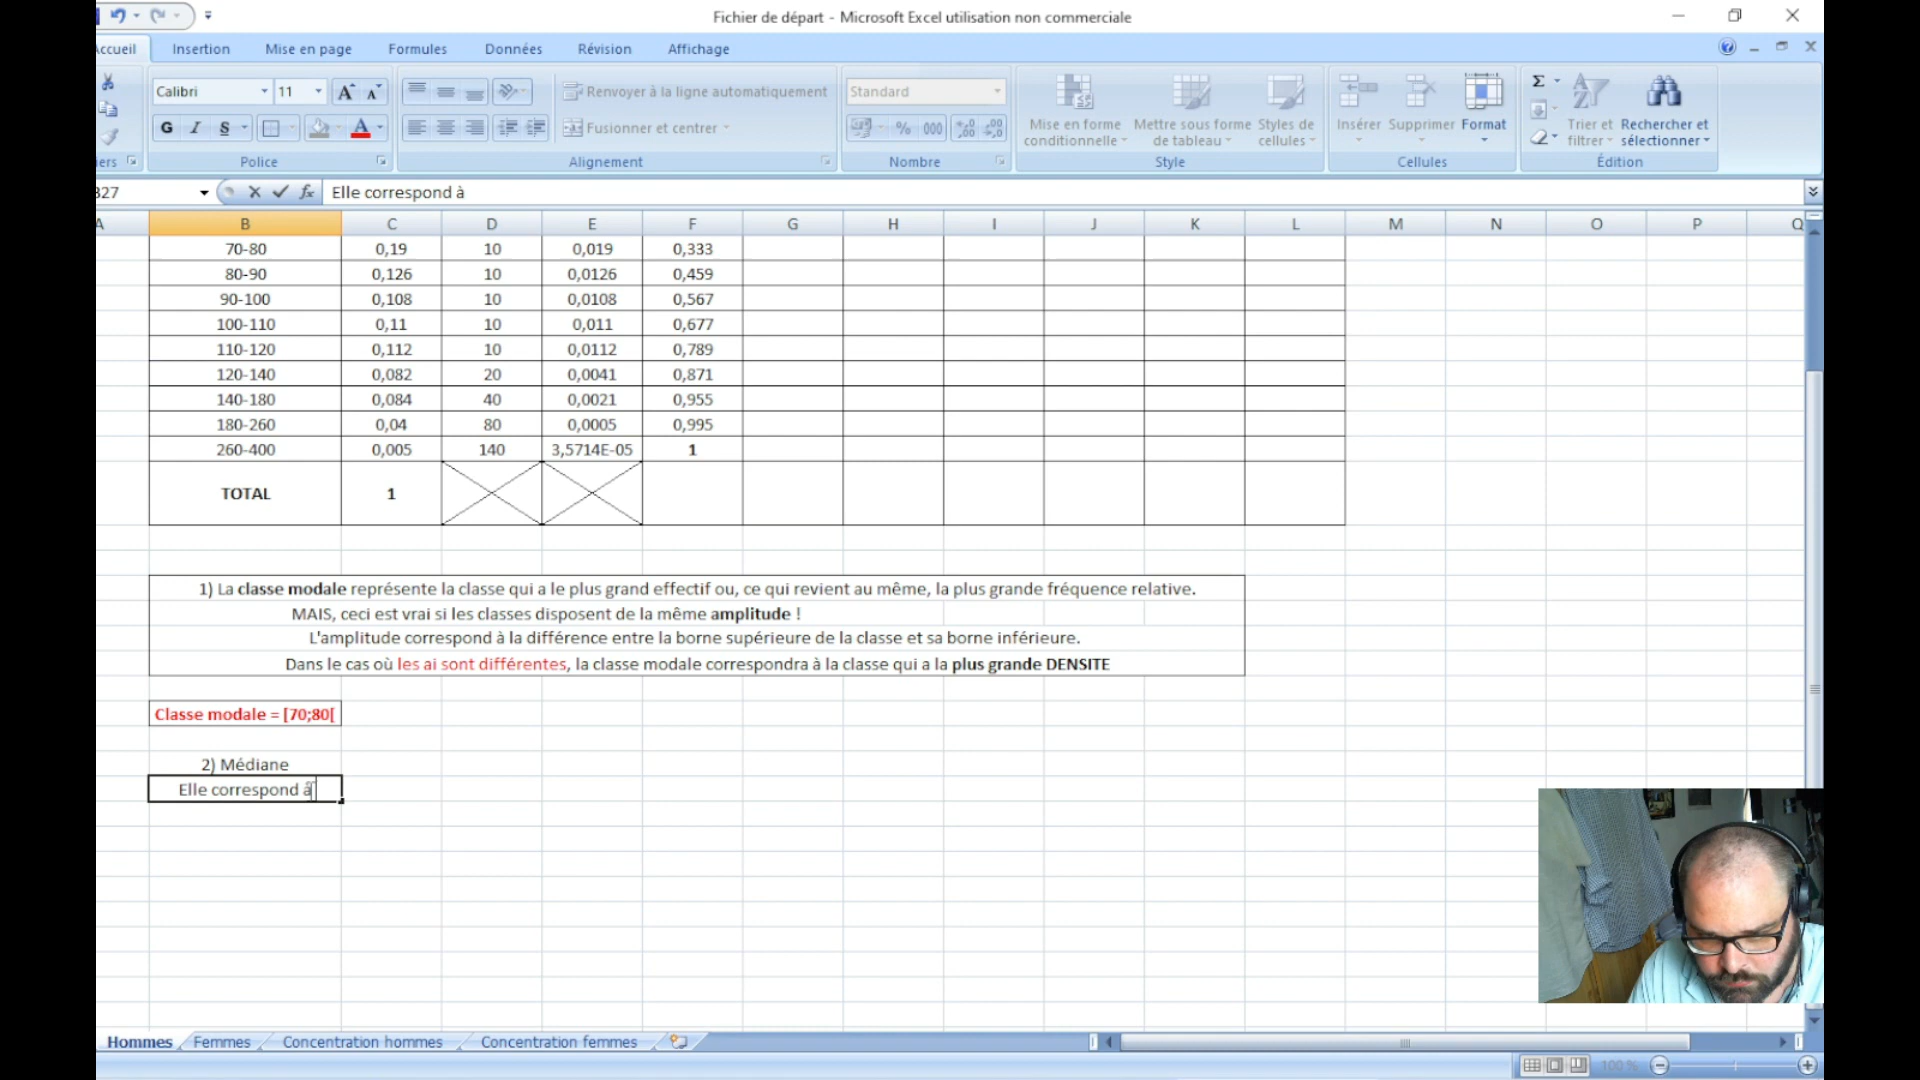 Fichier de départ - Microsoft Excel utilisation non commerciale
Accueil Insertion Mise en page Formules Données Révision Affichage
Calibri 11 A A Renvoyer à la ligne automatiquement Standard
G I S A Fusionner et centrer % 000
Mise en forme conditionnelle Mettre sous forme de tableau Styles de cellules Insérer Supprimer Format Σ Trier et filtrer Rechercher et sélectionner
iers Police Alignement Nombre Style Cellules Édition
B27 fx Elle correspond à
A B C D E F G H I J K L M N O P Q
70-80 0,19 10 0,019 0,333
80-90 0,126 10 0,0126 0,459
90-100 0,108 10 0,0108 0,567
100-110 0,11 10 0,011 0,677
110-120 0,112 10 0,0112 0,789
120-140 0,082 20 0,0041 0,871
140-180 0,084 40 0,0021 0,955
180-260 0,04 80 0,0005 0,995
260-400 0,005 140 3,5714E-05 1
TOTAL 1
1) La classe modale représente la classe qui a le plus grand effectif ou, ce qui revient au même, la plus grande fréquence relative.
MAIS, ceci est vrai si les classes disposent de la même amplitude !
L'amplitude correspond à la différence entre la borne supérieure de la classe et sa borne inférieure.
Dans le cas où les ai sont différentes, la classe modale correspondra à la classe qui a la plus grande DENSITE
Classe modale = [70;80[
2) Médiane
Elle correspond à
Hommes Femmes Concentration hommes Concentration femmes
100 %